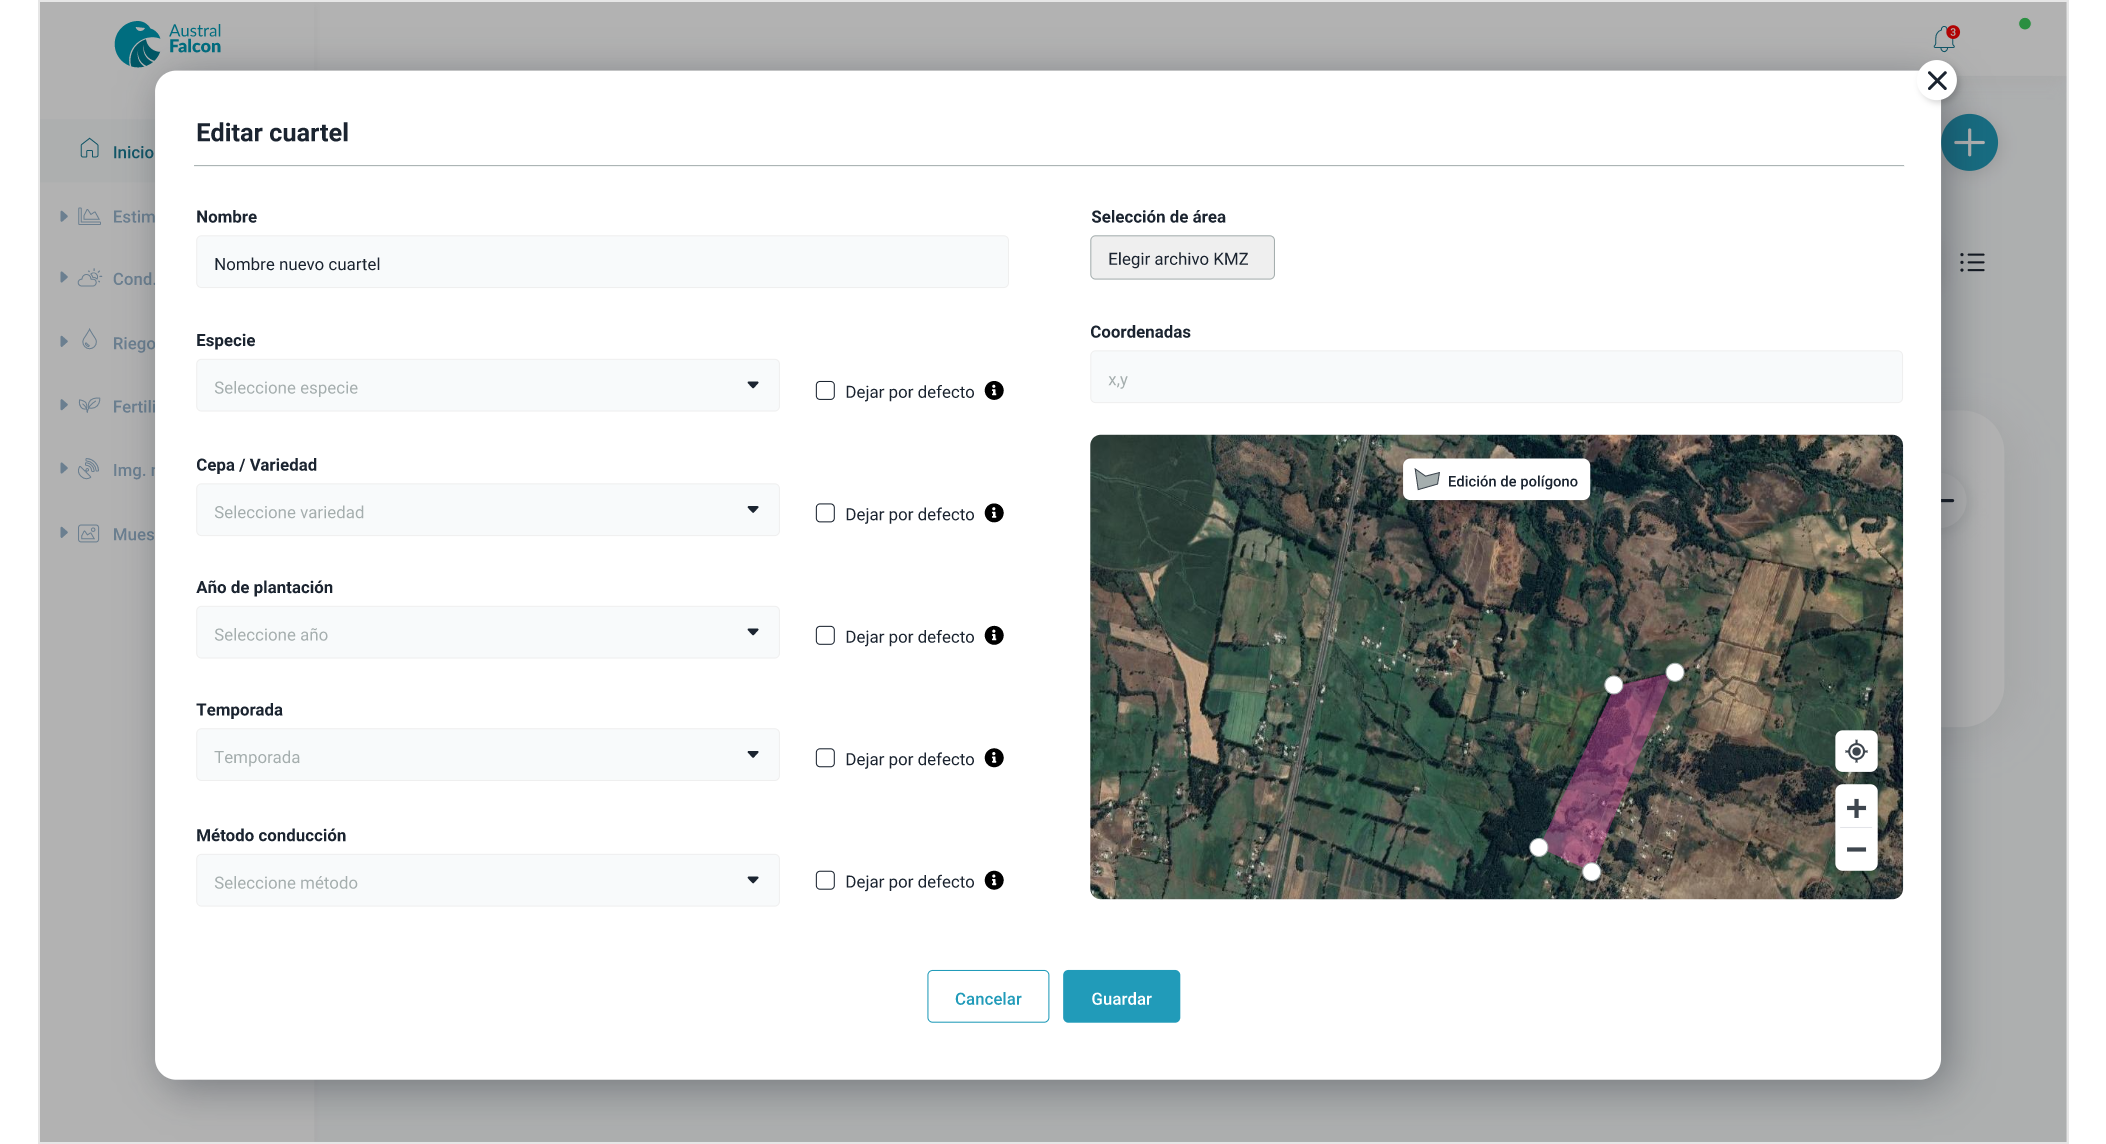 Austral
Falcon
3
Editar cuartel
Inicio
Estim
Cond.
Riego
Fertili
Img. r
Mues
Nombre
Nombre nuevo cuartel
Especie
Seleccione especie
Dejar por defecto
Cepa / Variedad
Seleccione variedad
Dejar por defecto
Año de plantación
Seleccione año
Dejar por defecto
Temporada
Temporada
Dejar por defecto
Método conducción
Seleccione método
Dejar por defecto
Selección de área
Elegir archivo KMZ
Coordenadas
x,y
Edición de polígono
Cancelar
Guardar